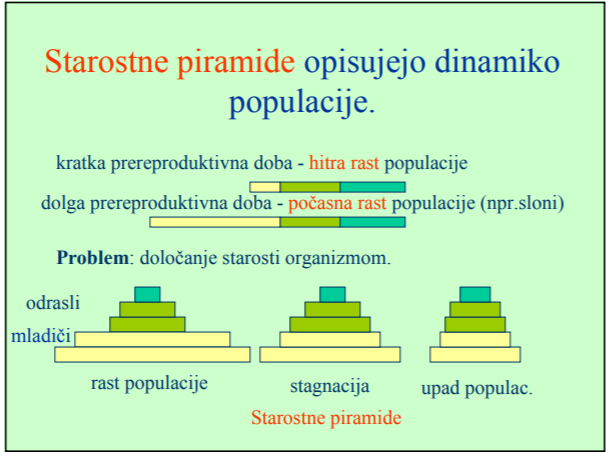 Starostne piramide opisujejo dinamiko
populacije.
kratka prereproduktivna doba - hitra rast populacije
dolga prereproduktivna doba - počasna rast populacije (npr.sloni)
Problem: določanje starosti organizmom.
odrasli
mladiči
rast populacije
stagnacija
upad populac.
Starostne piramide